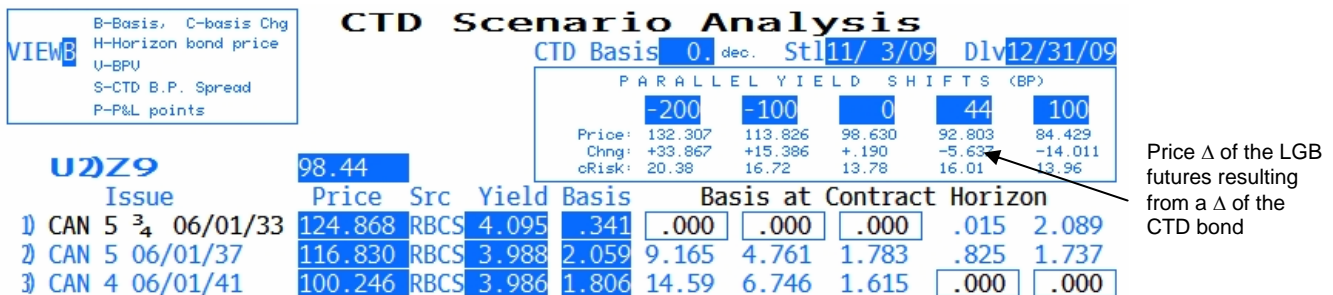 CTD Scenario Analysis
B-Basis, C-basis Chg
VIEWB H-Horizon bond price
U-BPU
S-CTD B.P. Spread
P-P&L points
CTD Basis 0. dec. Stl11/ 3/09 Dlv12/31/09
PARALLEL YIELD SHIFTS (BP)
-200 -100 0 44 100
Price: 132.307 113.826 98.630 92.803 84.429
Chng: +33.867 +15.386 +.190 -5.637 -14.011
cRisk: 20.38 16.72 13.78 16.01 13.96
Price Δ of the LGB
futures resulting
from a Δ of the
CTD bond
U2)Z9 98.44
Issue Price Src Yield Basis Basis at Contract Horizon
1) CAN 5 ¾ 06/01/33 124.868 RBCS 4.095 .341 .000 .000 .000 .015 2.089
2) CAN 5 06/01/37 116.830 RBCS 3.988 2.059 9.165 4.761 1.783 .825 1.737
3) CAN 4 06/01/41 100.246 RBCS 3.986 1.806 14.59 6.746 1.615 .000 .000